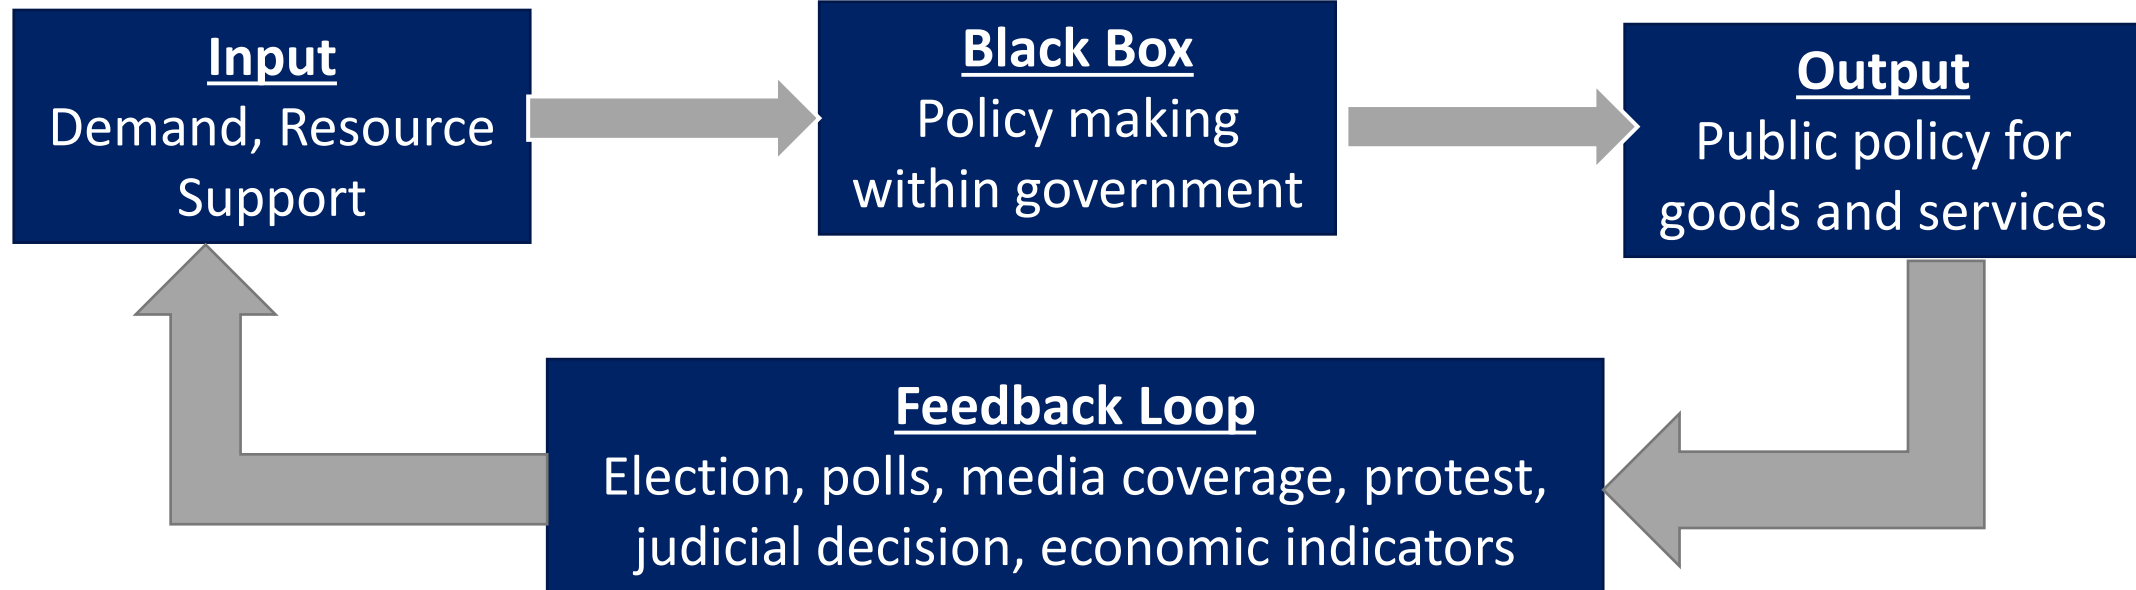 Input
Demand, Resource
Support
Black Box
Policy making
within government
Output
Public policy for
goods and services
Feedback Loop
Election, polls, media coverage, protest,
judicial decision, economic indicators